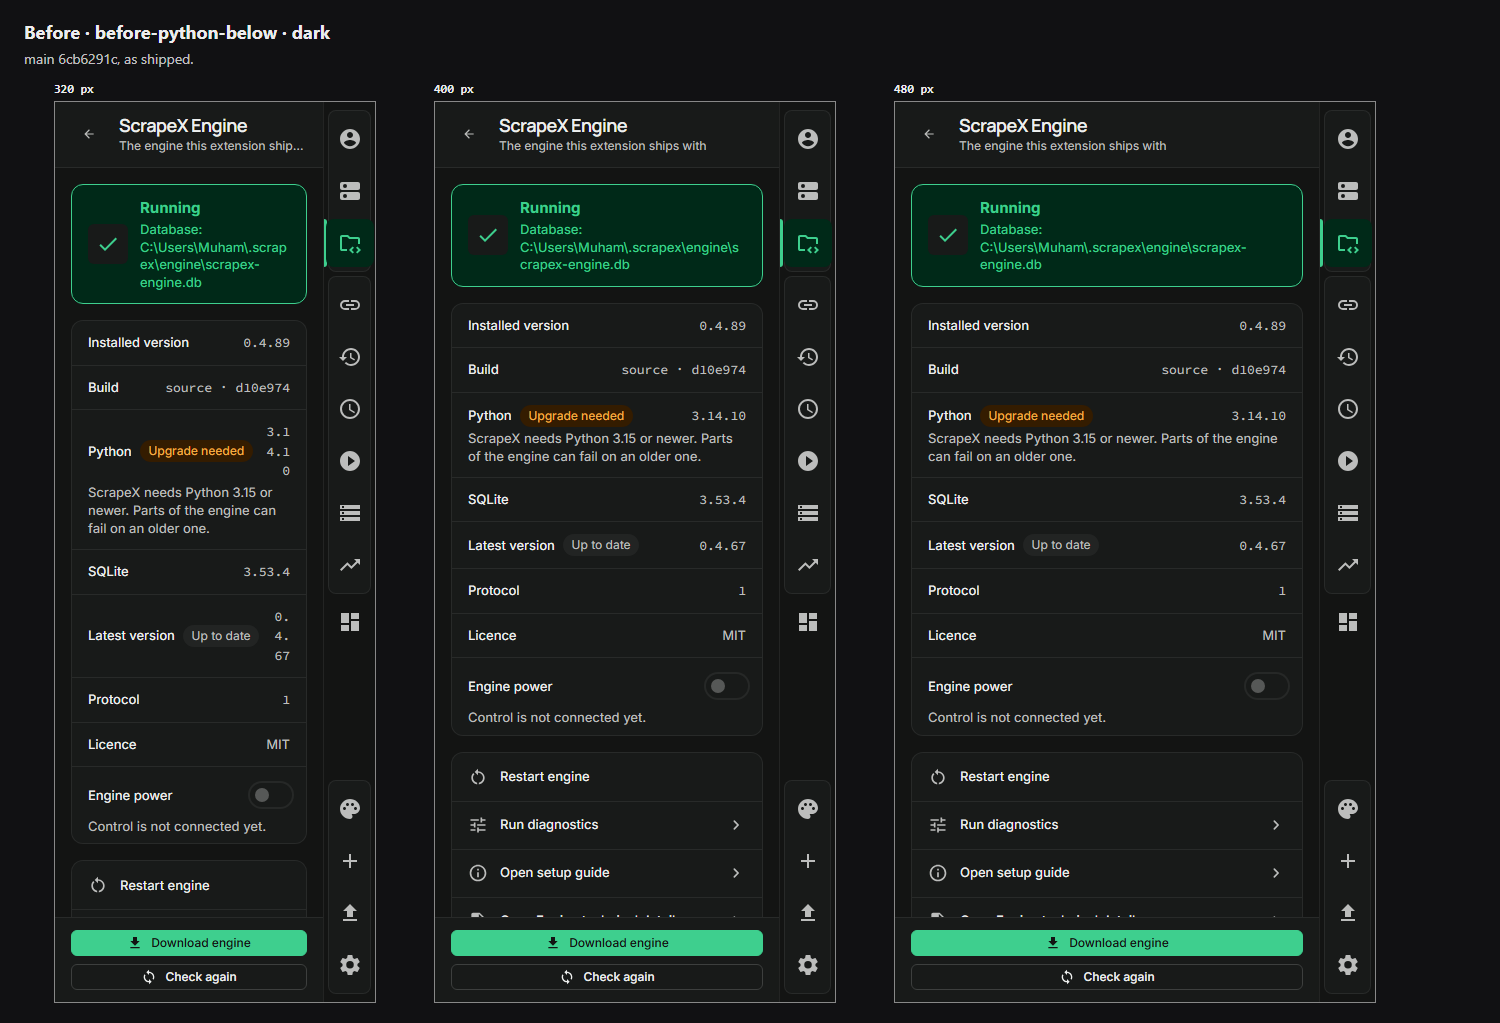 Before · before-python-below · dark
main 6cb6291c, as shipped.
320 px
ScrapeX Engine
The engine this extension ship...
Running
Database:
C:\Users\Muham\.scrap
ex\engine\scrapex-
engine.db
Installed version 0.4.89
Build source · d10e974
Python Upgrade needed 3.1
4.1
0
ScrapeX needs Python 3.15 or
newer. Parts of the engine can
fail on an older one.
SQLite 3.53.4
Latest version Up to date 0.
4.
67
Protocol 1
Licence MIT
Engine power
Control is not connected yet.
Restart engine
Download engine
Check again
400 px
ScrapeX Engine
The engine this extension ships with
Running
Database:
C:\Users\Muham\.scrapex\engine\s
crapex-engine.db
Installed version 0.4.89
Build source · d10e974
Python Upgrade needed 3.14.10
ScrapeX needs Python 3.15 or newer. Parts
of the engine can fail on an older one.
SQLite 3.53.4
Latest version Up to date 0.4.67
Protocol 1
Licence MIT
Engine power
Control is not connected yet.
Restart engine
Run diagnostics
Open setup guide
Download engine
Check again
480 px
ScrapeX Engine
The engine this extension ships with
Running
Database:
C:\Users\Muham\.scrapex\engine\scrapex-
engine.db
Installed version 0.4.89
Build source · d10e974
Python Upgrade needed 3.14.10
ScrapeX needs Python 3.15 or newer. Parts of the engine
can fail on an older one.
SQLite 3.53.4
Latest version Up to date 0.4.67
Protocol 1
Licence MIT
Engine power
Control is not connected yet.
Restart engine
Run diagnostics
Open setup guide
Download engine
Check again